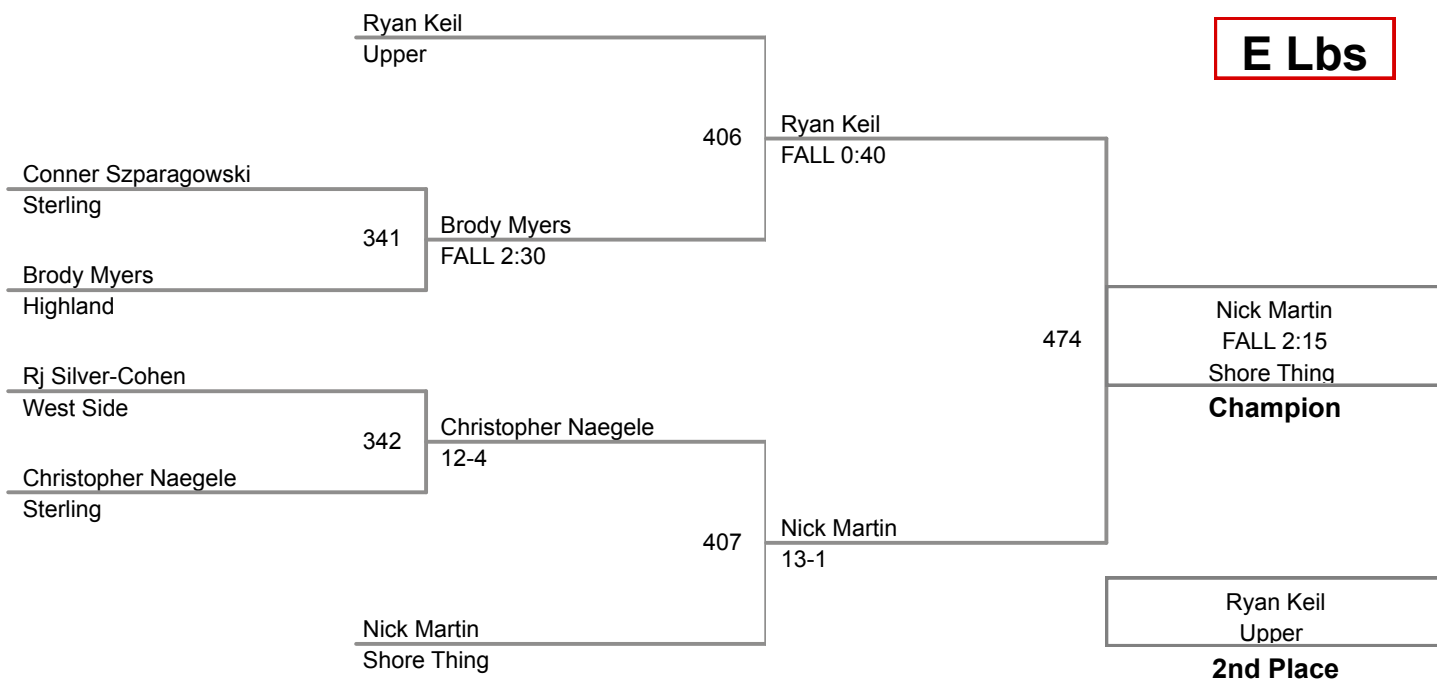 Ryan Keil
Upper
E Lbs
406
Ryan Keil
FALL 0:40
Conner Szparagowski
Sterling
341
Brody Myers
FALL 2:30
Brody Myers
Highland
474
Nick Martin
FALL 2:15
Shore Thing
Champion
Rj Silver-Cohen
West Side
342
Christopher Naegele
12-4
Christopher Naegele
Sterling
407
Nick Martin
13-1
Nick Martin
Shore Thing
Ryan Keil
Upper
2nd Place